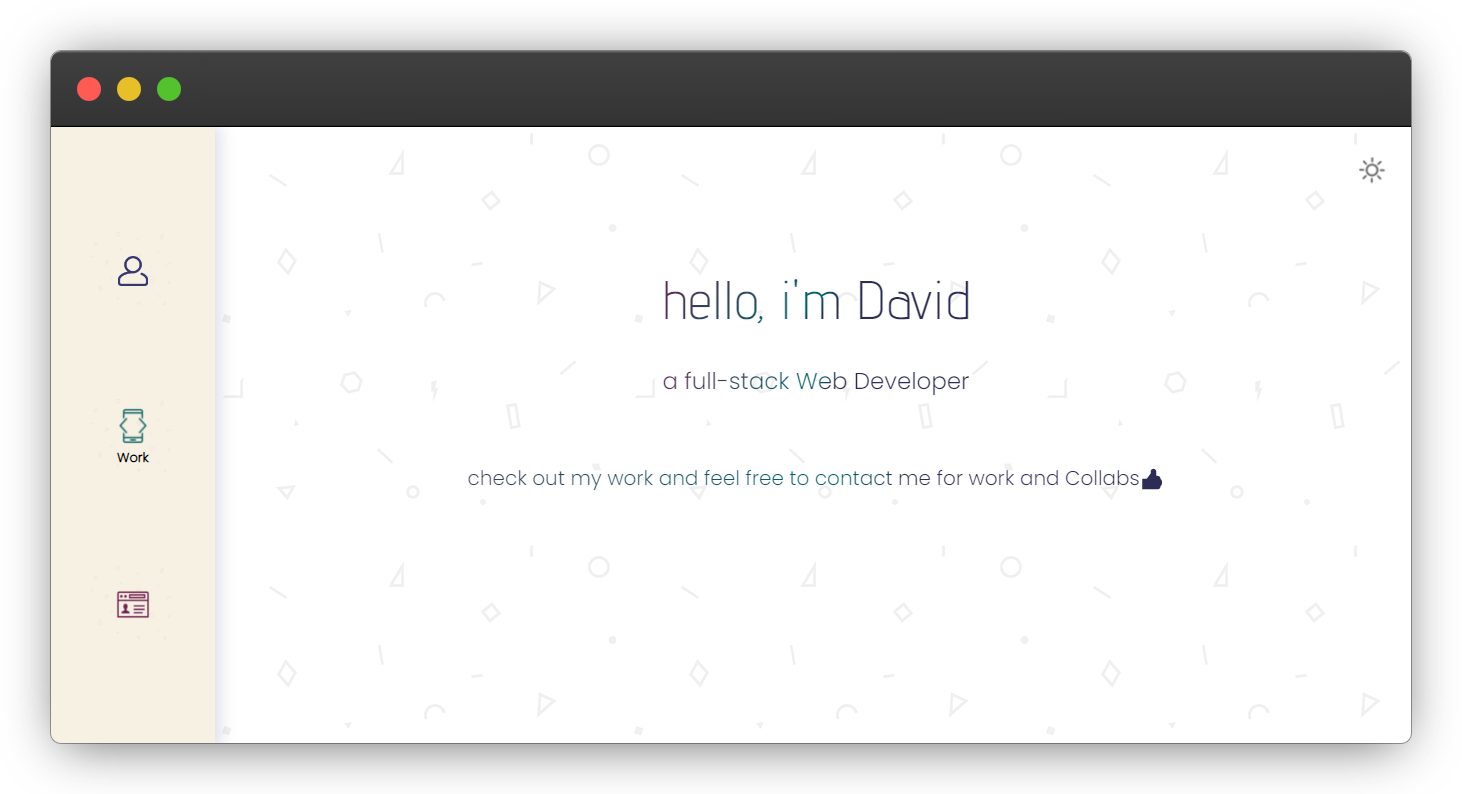 hello, i'm David
a full-stack Web Developer
Work
check out my work and feel free to contact me for work and Collabs